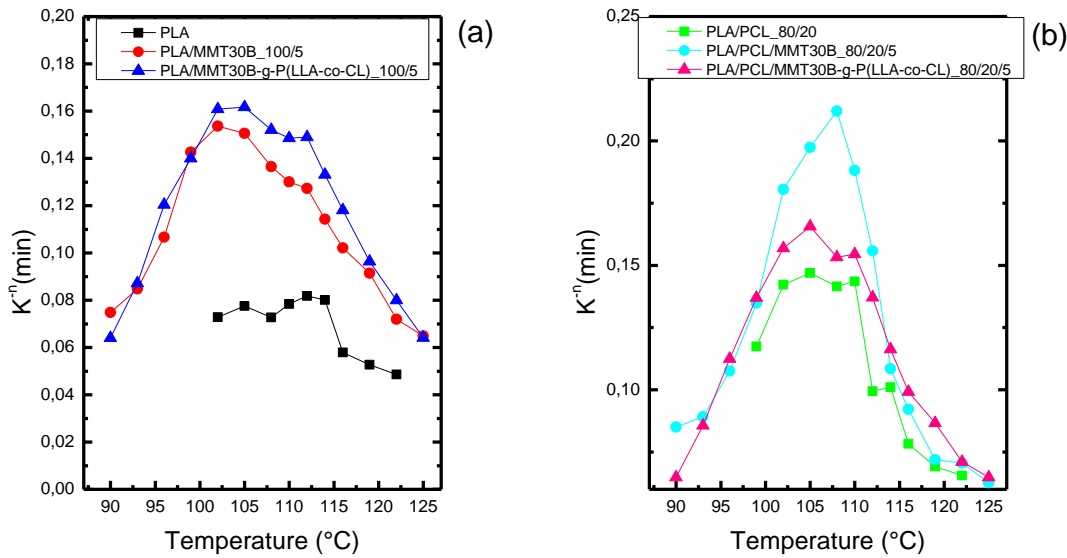 (a)
PLA
PLA/MMT30B_100/5
PLA/MMT30B-g-P(LLA-co-CL)_100/5
0,20
0,18
0,16
0,14
0,12
0,10
0,08
0,06
0,04
0,02
0,00
K⁻ⁿ(min)
90 95 100 105 110 115 120 125
Temperature (°C)
(b)
PLA/PCL_80/20
PLA/PCL/MMT30B_80/20/5
PLA/PCL/MMT30B-g-P(LLA-co-CL)_80/20/5
0,25
0,20
0,15
0,10
K⁻ⁿ(min)
90 95 100 105 110 115 120 125
Temperature (°C)